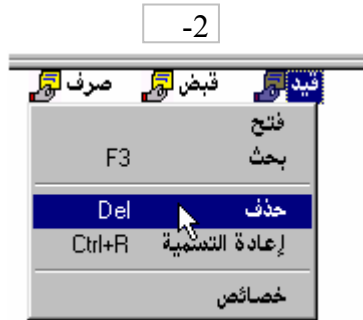 -2
قيد قبض صرف
فتح
بحث F3
حذف Del
إعادة التسمية Ctrl+R
خصائص